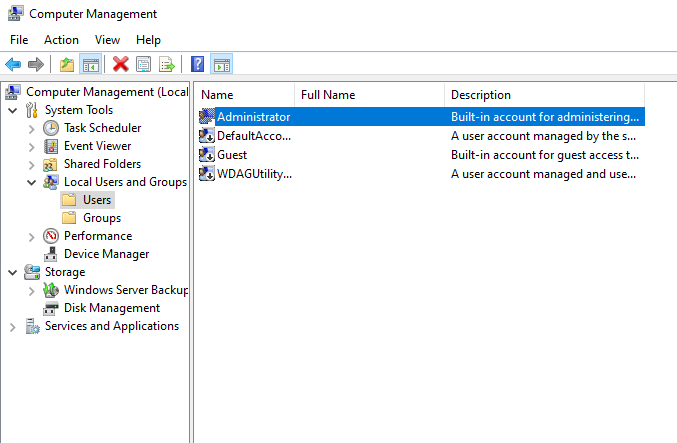 Computer Management
File Action View Help
Computer Management (Local
System Tools
Task Scheduler
Event Viewer
Shared Folders
Local Users and Groups
Users
Groups
Performance
Device Manager
Storage
Windows Server Backup
Disk Management
Services and Applications
Name Full Name Description
Administrator Built-in account for administering...
DefaultAcco... A user account managed by the s...
Guest Built-in account for guest access t...
WDAGUtility... A user account managed and use...